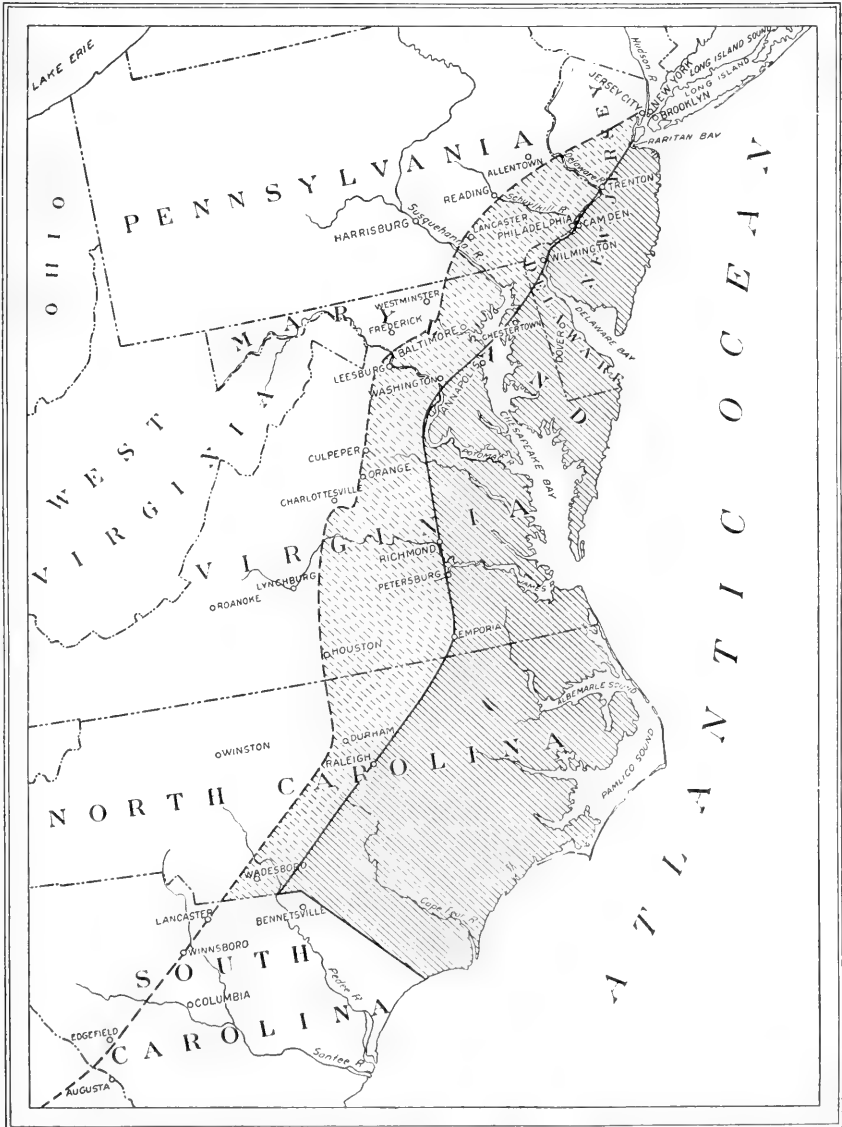 LAKE ERIE
Hudson R
LONG ISLAND SOUND
LONG ISLAND
NEW YORK
JERSEY CITY
BROOKLYN
RARITAN BAY
NEW JERSEY
PENNSYLVANIA
ALLENTOWN
Delaware R
READING
TRENTON
Schuylkill R.
Susquehanna R.
HARRISBURG
LANCASTER
PHILADELPHIA
CAMDEN
WILMINGTON
OHIO
WESTMINSTER
FREDERICK
MARYLAND
BALTIMORE
CHESTERTOWN
DELAWARE
DOVER
DELAWARE BAY
LEESBURG
WASHINGTON
ANNAPOLIS
CHESAPEAKE BAY
WEST
VIRGINIA
CULPEPER
ORANGE
POTOMAC R
CHARLOTTESVILLE
VIRGINIA
RICHMOND
LYNCHBURG
PETERSBURG
JAMES
ROANOKE
EMPORIA
HOUSTON
ALBEMARLE SOUND
DURHAM
WINSTON
RALEIGH
NORTH CAROLINA
PAMLICO SOUND
WADESBORO
LANCASTER
BENNETSVILLE
Cape Fear R
WINNSBORO
SOUTH
CAROLINA
Pedee R
COLUMBIA
EDGEFIELD
Santee R
AUGUSTA
ATLANTIC OCEAN